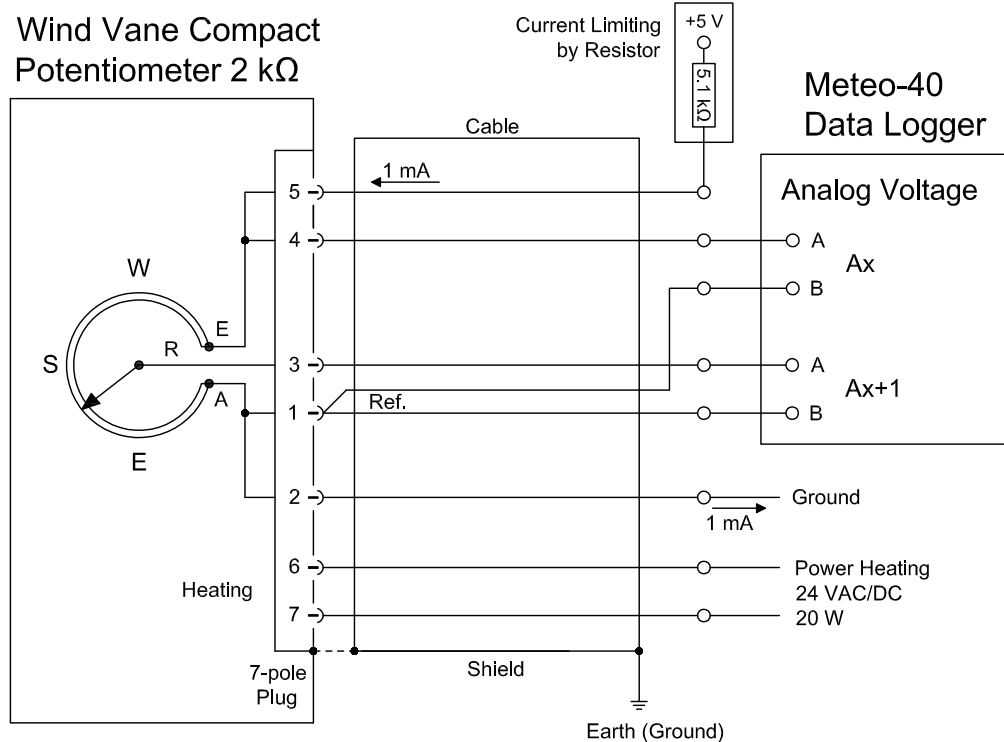 Wind Vane Compact
Potentiometer 2 kΩ
Current Limiting
by Resistor
+5 V
5.1 kΩ
Meteo-40
Data Logger
Cable
1 mA
Analog Voltage
5
4
A
Ax
B
W
E
R
S
3
A
A
Ref.
Ax+1
1
B
E
2
Ground
1 mA
6
Power Heating
Heating
24 VAC/DC
7
20 W
7-pole
Plug
Shield
Earth (Ground)